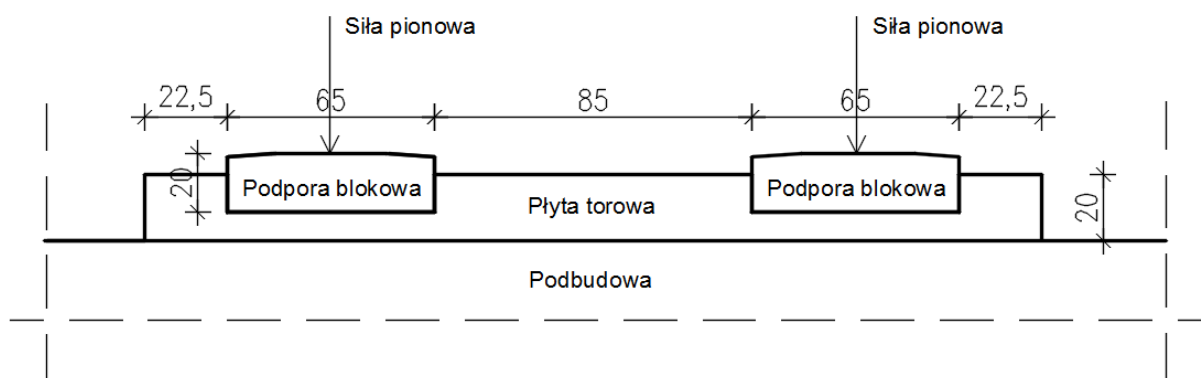 Siła pionowa Siła pionowa
22,5 65 85 65 22,5
20 Podpora blokowa Podpora blokowa
Płyta torowa 20
Podbudowa